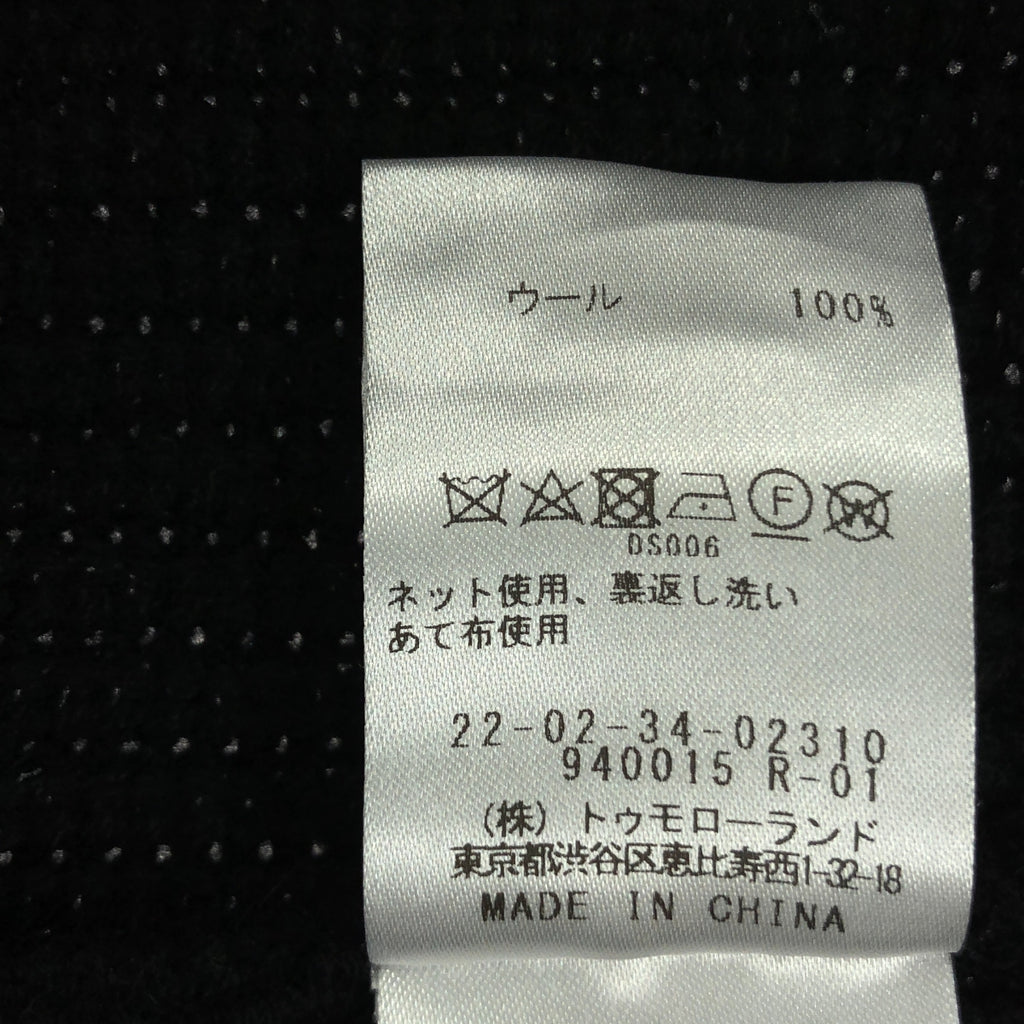 ウール 100%
F
W
DS006
ネット使用、裏返し洗い
あて布使用
22-02-34-02310
940015 R-01
(株) トゥモローランド
東京都渋谷区恵比寿西1-32-18
MADE IN CHINA